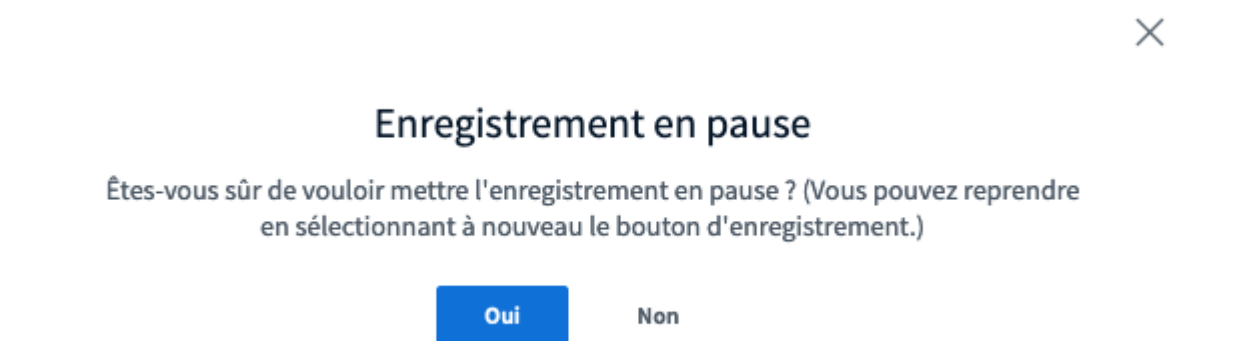 Enregistrement en pause
Êtes-vous sûr de vouloir mettre l'enregistrement en pause ? (Vous pouvez reprendre
en sélectionnant à nouveau le bouton d'enregistrement.)
Oui Non